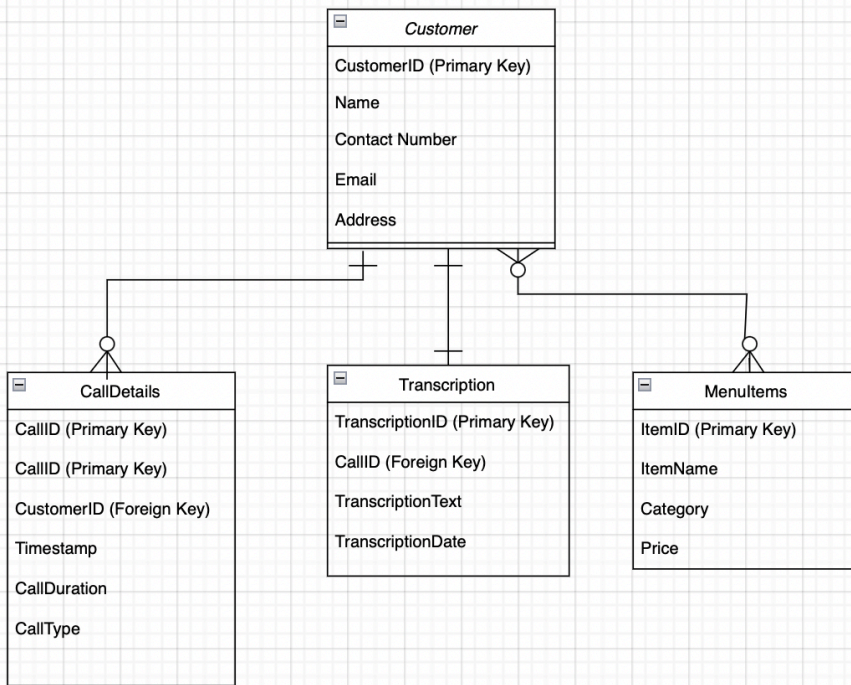 Customer
CustomerID (Primary Key)
Name
Contact Number
Email
Address
CallDetails
CallID (Primary Key)
CallID (Primary Key)
CustomerID (Foreign Key)
Timestamp
CallDuration
CallType
Transcription
TranscriptionID (Primary Key)
CallID (Foreign Key)
TranscriptionText
TranscriptionDate
MenuItems
ItemID (Primary Key)
ItemName
Category
Price